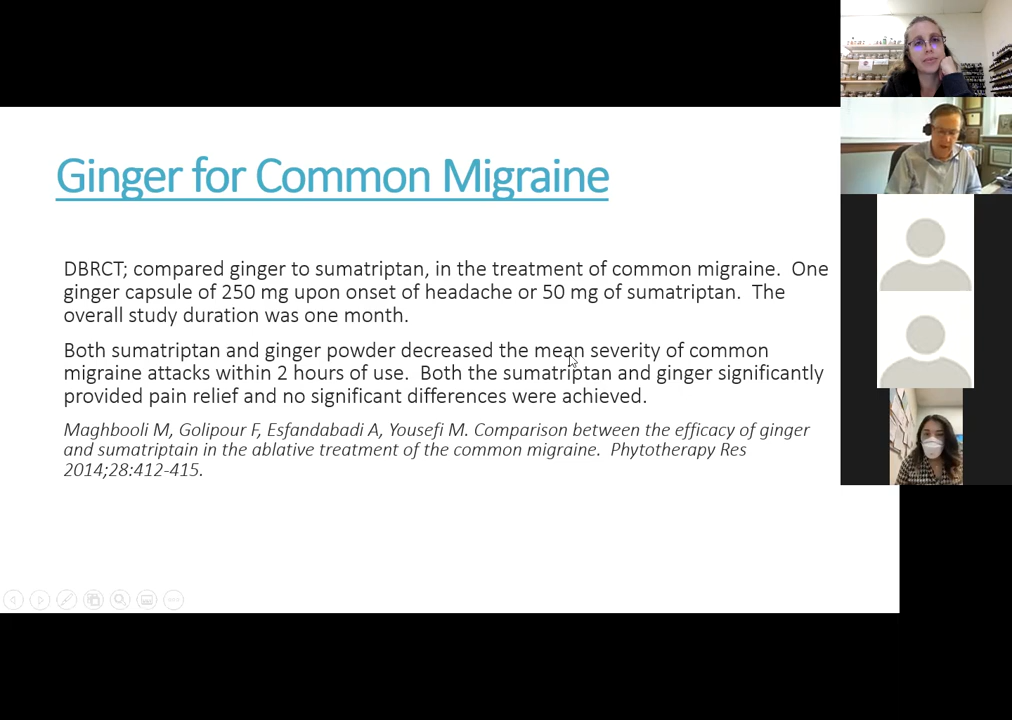 Ginger for Common Migraine
DBRCT; compared ginger to sumatriptan, in the treatment of common migraine.  One
ginger capsule of 250 mg upon onset of headache or 50 mg of sumatriptan.  The
overall study duration was one month.
Both sumatriptan and ginger powder decreased the mean severity of common
migraine attacks within 2 hours of use.  Both the sumatriptan and ginger significantly
provided pain relief and no significant differences were achieved.
Maghbooli M, Golipour F, Esfandabadi A, Yousefi M. Comparison between the efficacy of ginger
and sumatriptain in the ablative treatment of the common migraine.  Phytotherapy Res
2014;28:412-415.